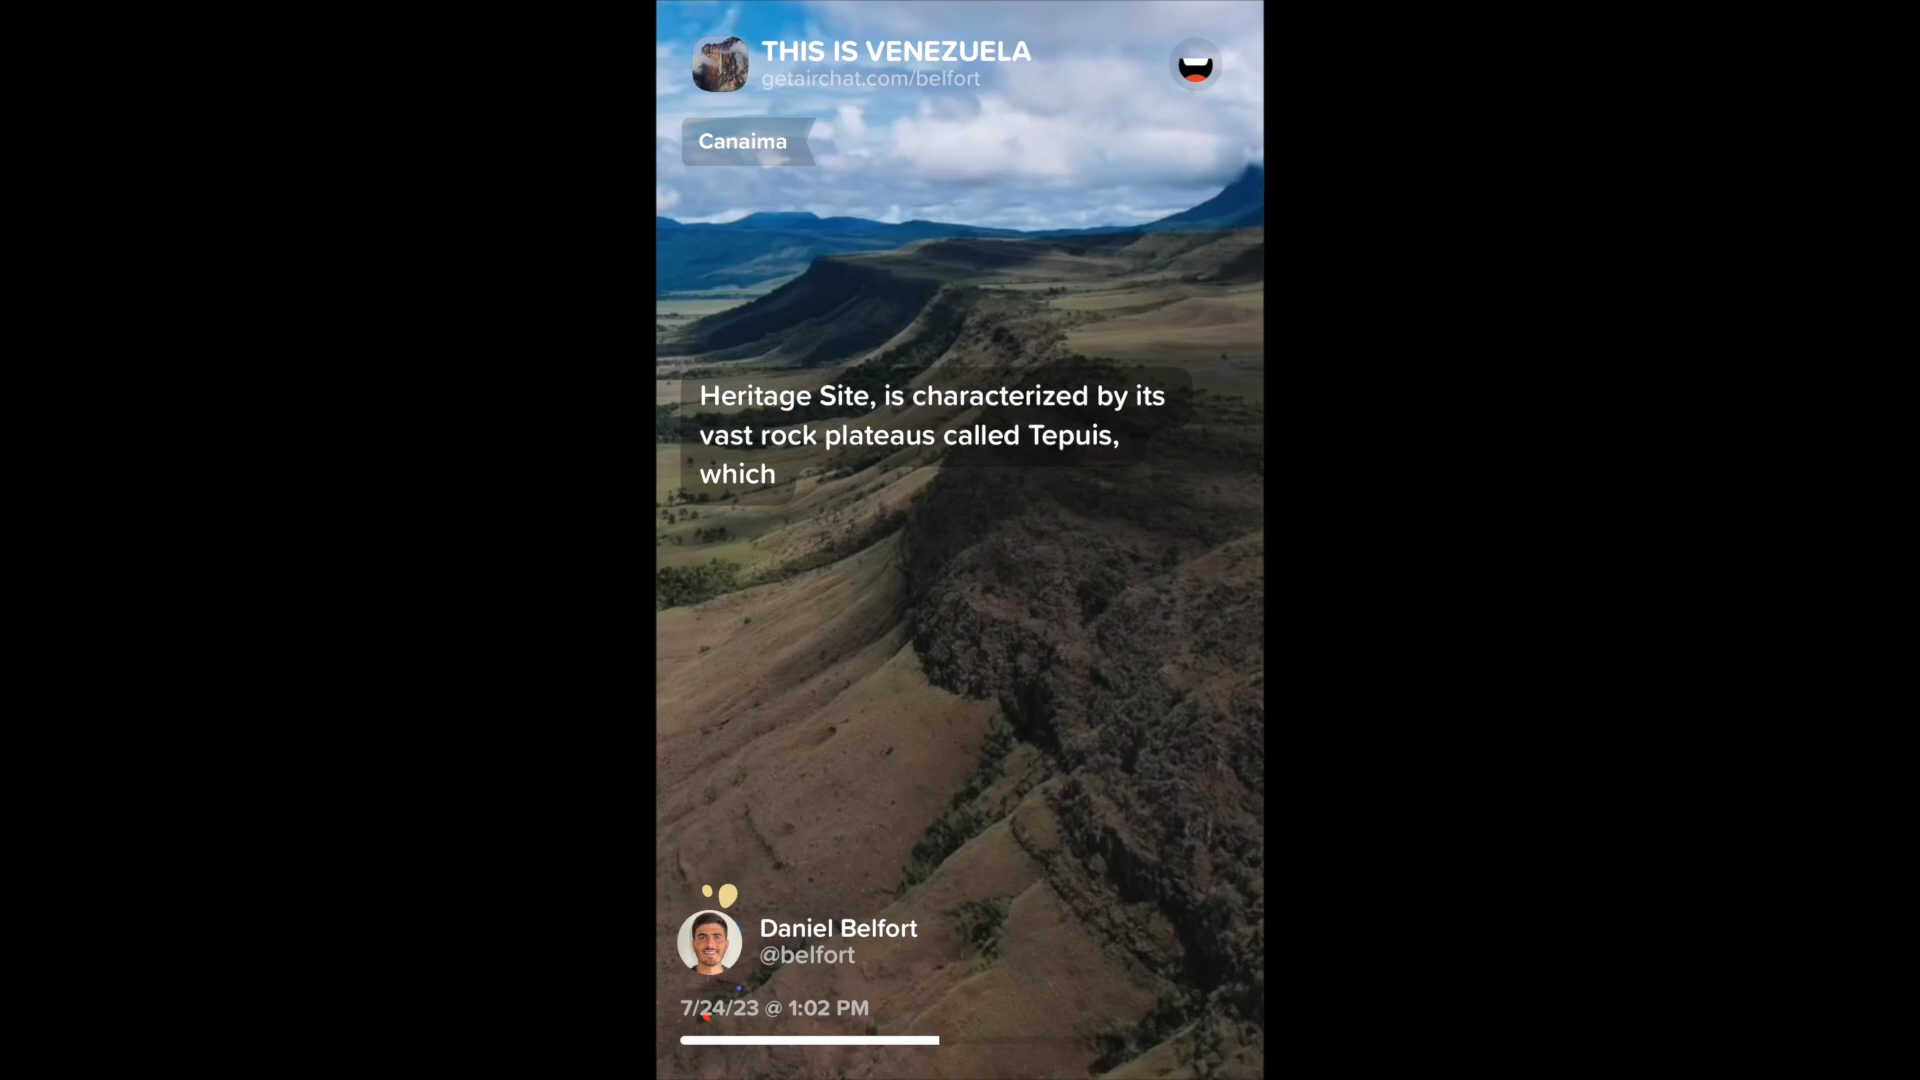 THIS IS VENEZUELA
getairchat.com/belfort
Canaima
Heritage Site, is characterized by its
vast rock plateaus called Tepuis,
which
Daniel Belfort
@belfort
7/24/23 @ 1:02 PM